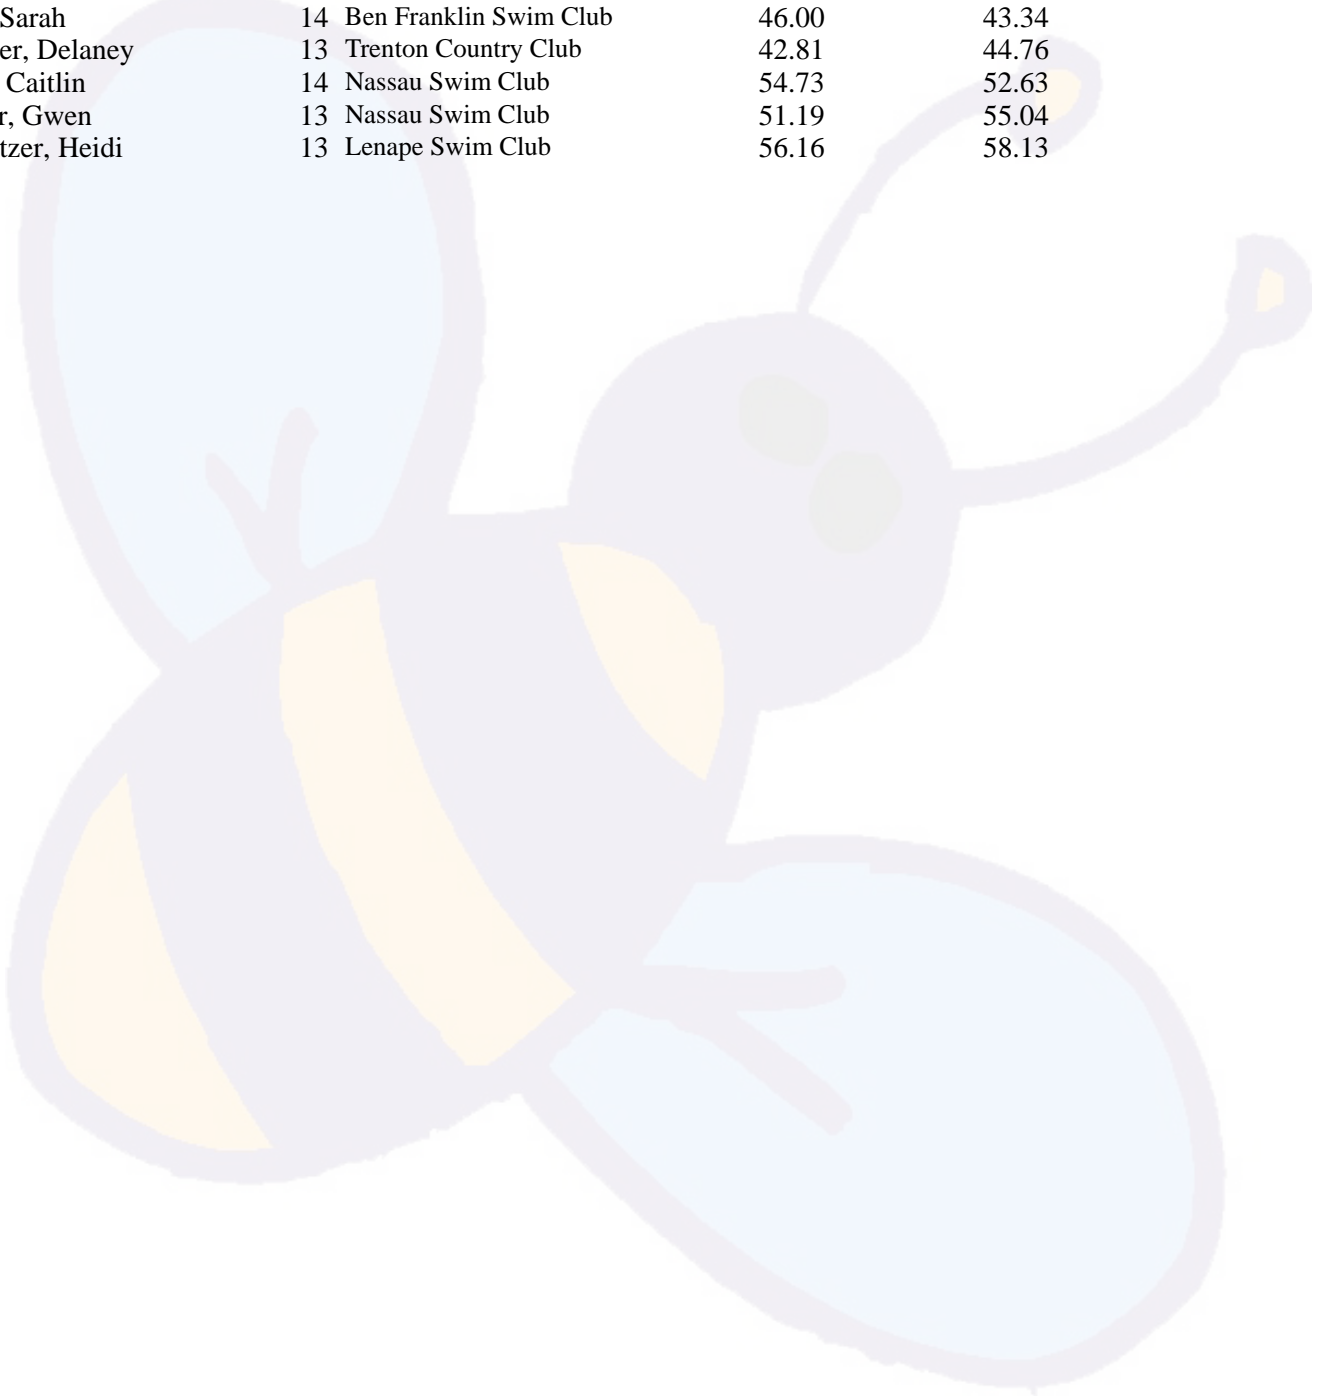 Sarah 14 Ben Franklin Swim Club 46.00 43.34
er, Delaney 13 Trenton Country Club 42.81 44.76
Caitlin 14 Nassau Swim Club 54.73 52.63
r, Gwen 13 Nassau Swim Club 51.19 55.04
tzer, Heidi 13 Lenape Swim Club 56.16 58.13